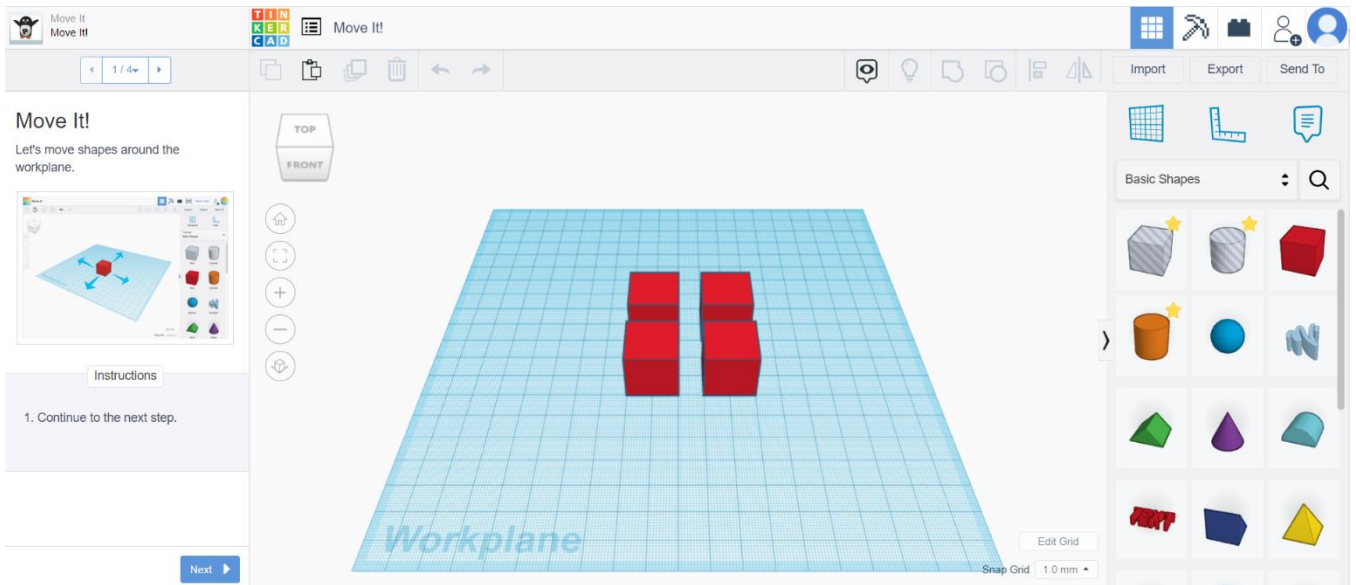 Move It
Move It!
TIN
KER
CAD
Move It!
1 / 4
Import
Export
Send To
Move It!
Let's move shapes around the
workplane.
TOP
FRONT
Basic Shapes
Instructions
1. Continue to the next step.
TEXT
Workplane
Edit Grid
Snap Grid
1.0 mm
Next